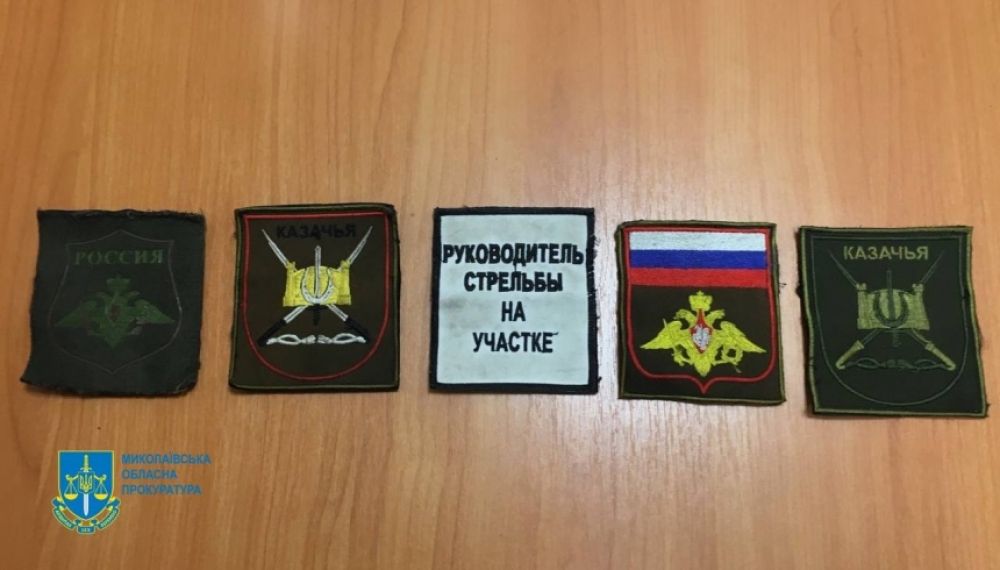 РОССИЯ
КАЗАЧЬЯ
РУКОВОДИТЕЛЬ
СТРЕЛЬБЫ
НА
УЧАСТКЕ
КАЗАЧЬЯ
МИКОЛАЇВСЬКА
ОБЛАСНА
ПРОКУРАТУРА